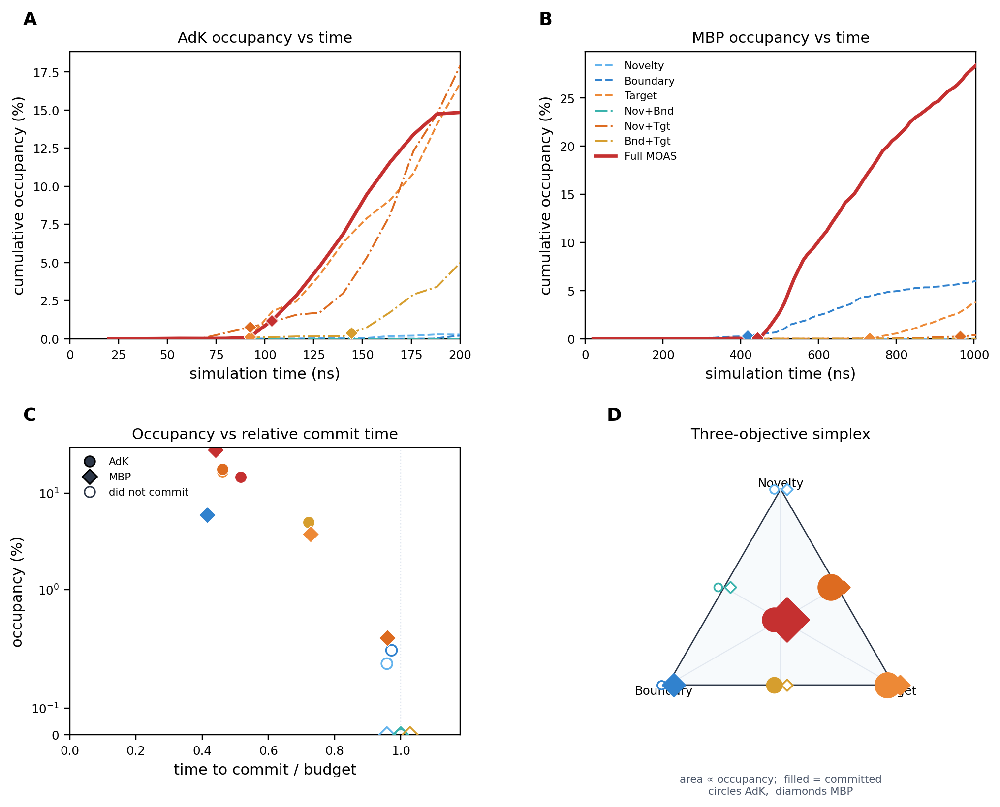 A
AdK occupancy vs time
cumulative occupancy (%)
17.5
15.0
12.5
10.0
7.5
5.0
2.5
0.0
0 25 50 75 100 125 150 175 200
simulation time (ns)
B
MBP occupancy vs time
cumulative occupancy (%)
25
20
15
10
5
0
Novelty
Boundary
Target
Nov+Bnd
Nov+Tgt
Bnd+Tgt
Full MOAS
0 200 400 600 800 1000
simulation time (ns)
C
Occupancy vs relative commit time
occupancy (%)
10¹
10⁰
10⁻¹
0
AdK
MBP
did not commit
0.0 0.2 0.4 0.6 0.8 1.0
time to commit / budget
D
Three-objective simplex
Novelty
Boundary
area ∝ occupancy; filled = committed
circles AdK, diamonds MBP